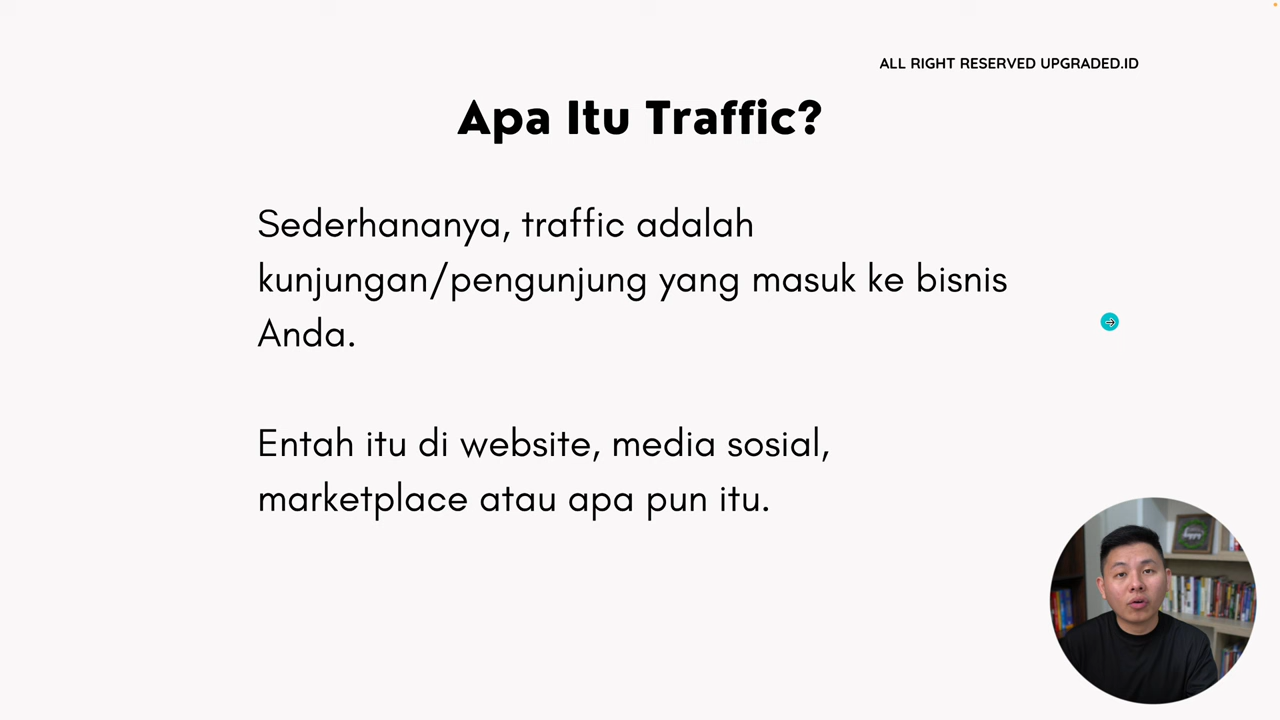 ALL RIGHT RESERVED UPGRADED.ID
Apa Itu Traffic?
Sederhananya, traffic adalah
kunjungan/pengunjung yang masuk ke bisnis
Anda.
Entah itu di website, media sosial,
marketplace atau apa pun itu.